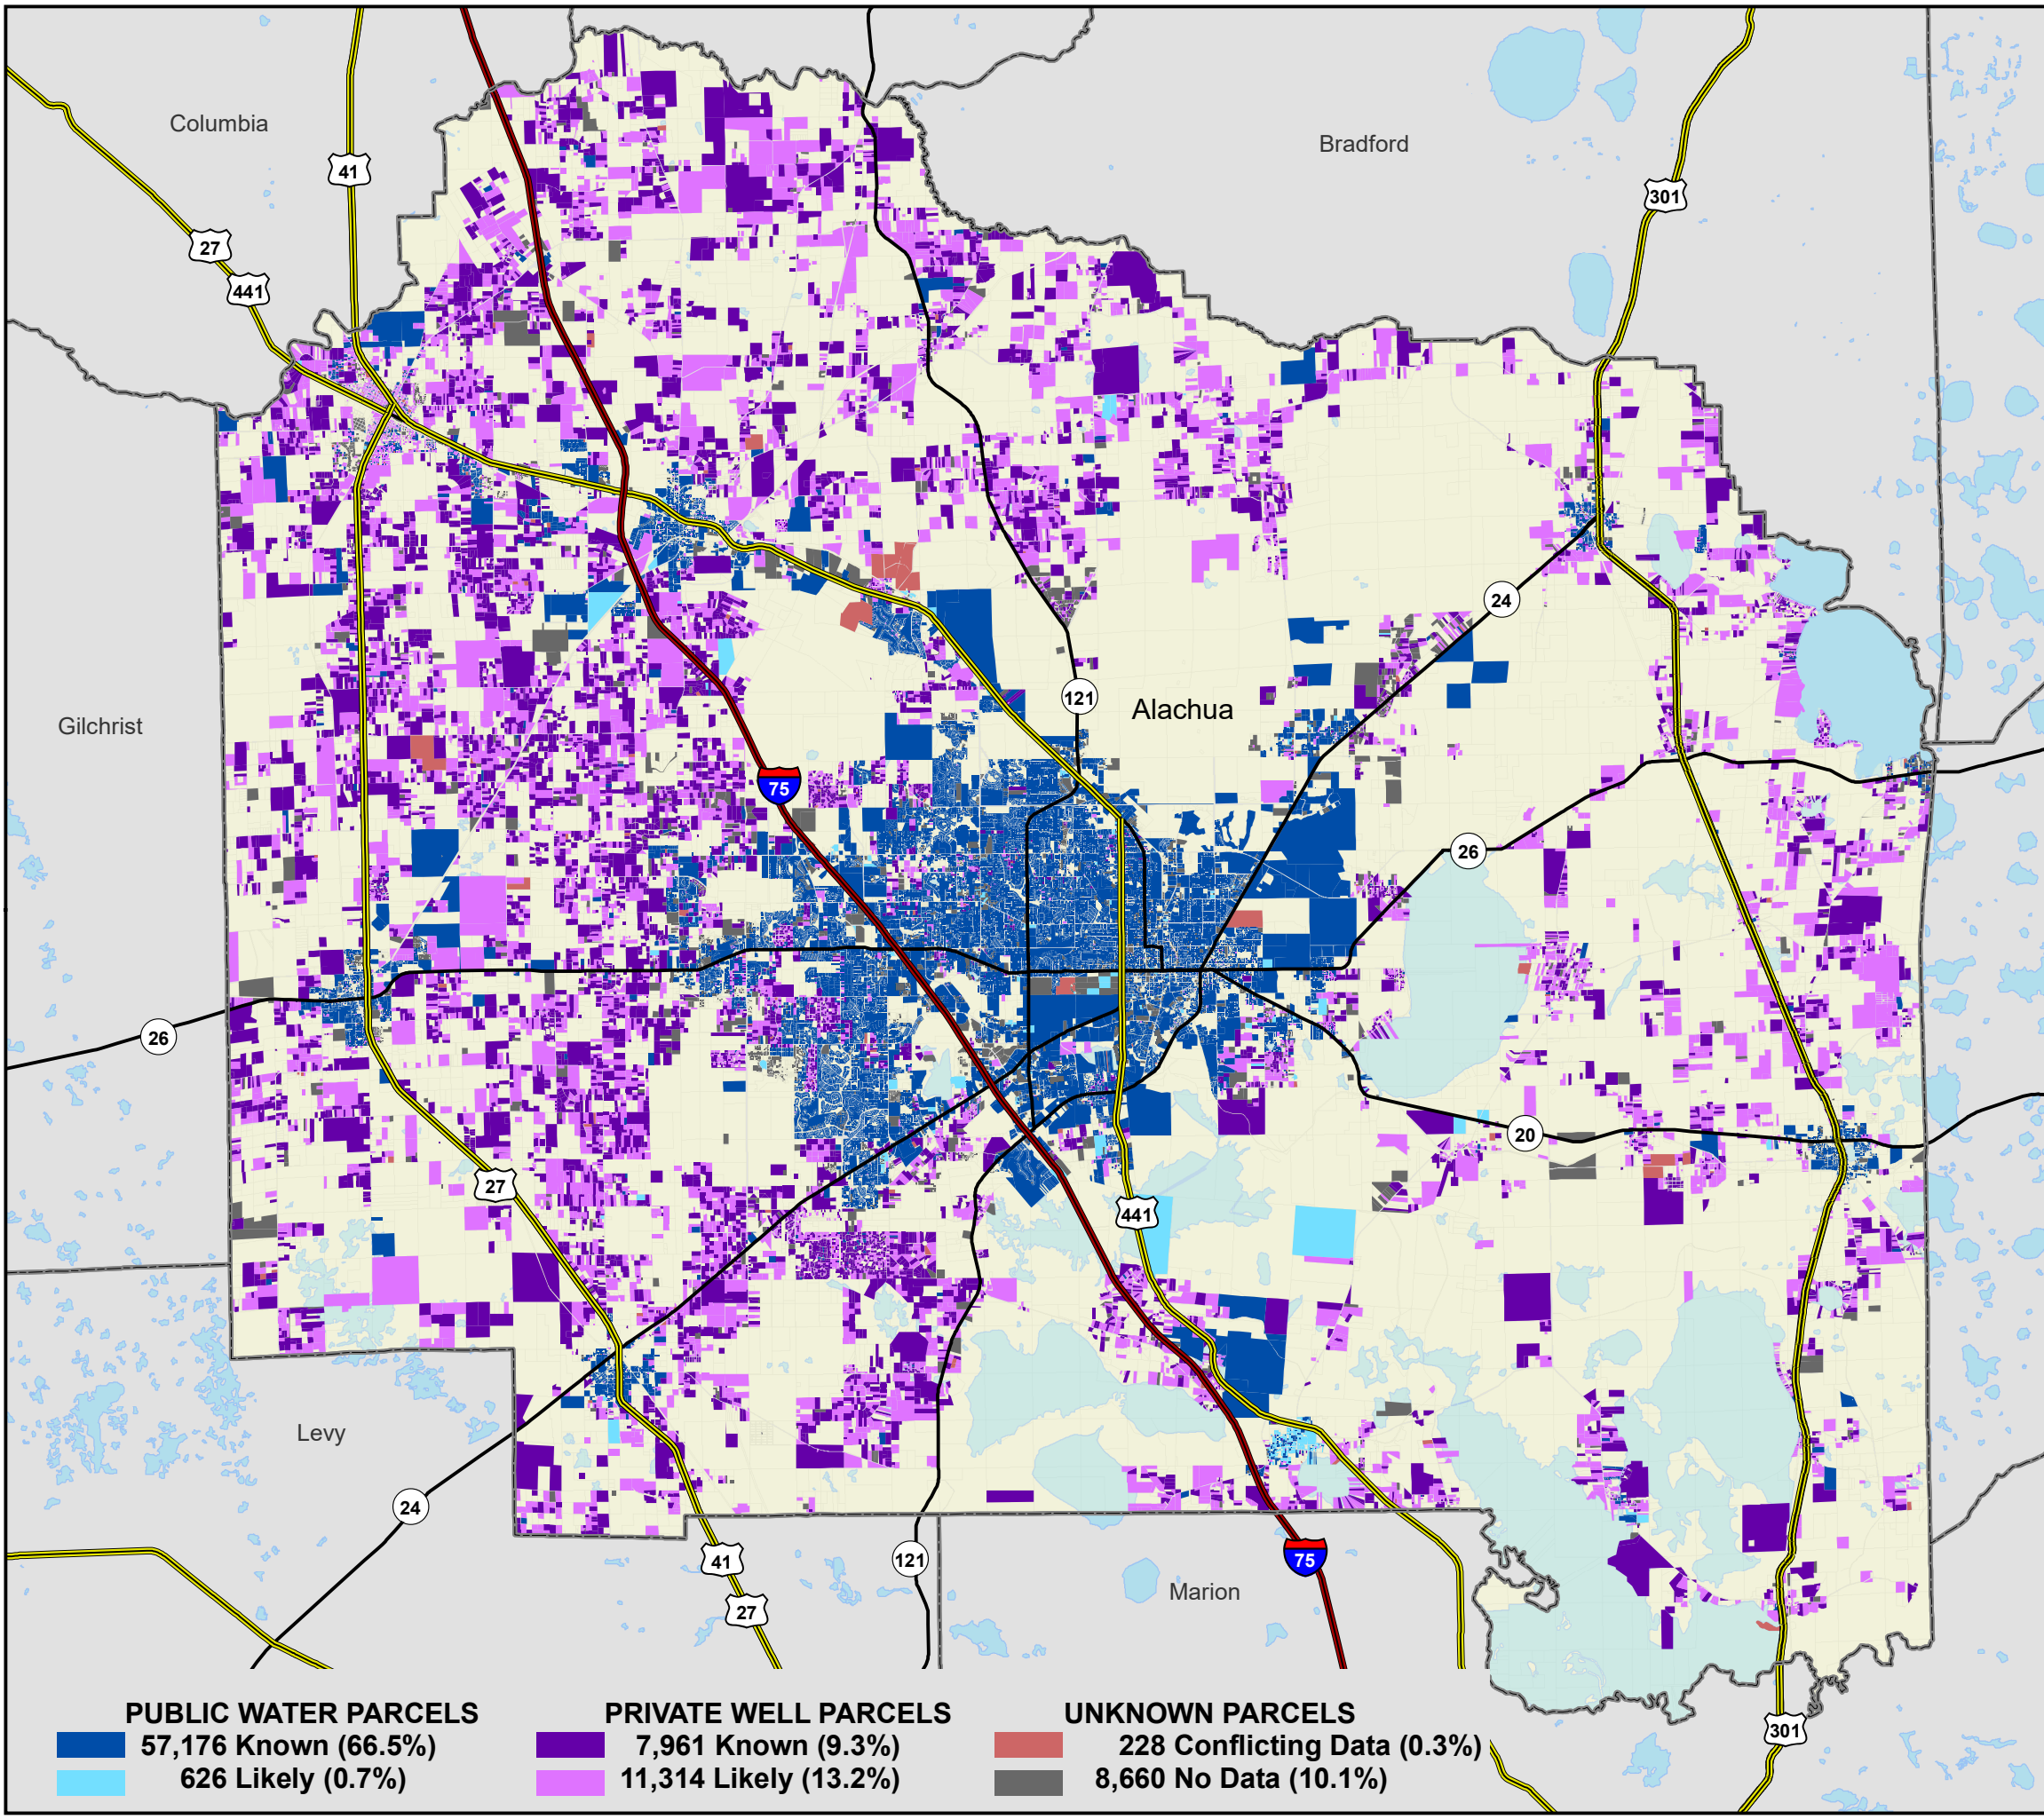 Columbia
Bradford
41
301
27
441
24
121
Alachua
Gilchrist
75
26
26
20
27
441
Levy
24
41
121
75
Marion
27
PUBLIC WATER PARCELS
57,176 Known (66.5%)
626 Likely (0.7%)
PRIVATE WELL PARCELS
7,961 Known (9.3%)
11,314 Likely (13.2%)
UNKNOWN PARCELS
228 Conflicting Data (0.3%)
8,660 No Data (10.1%)
301